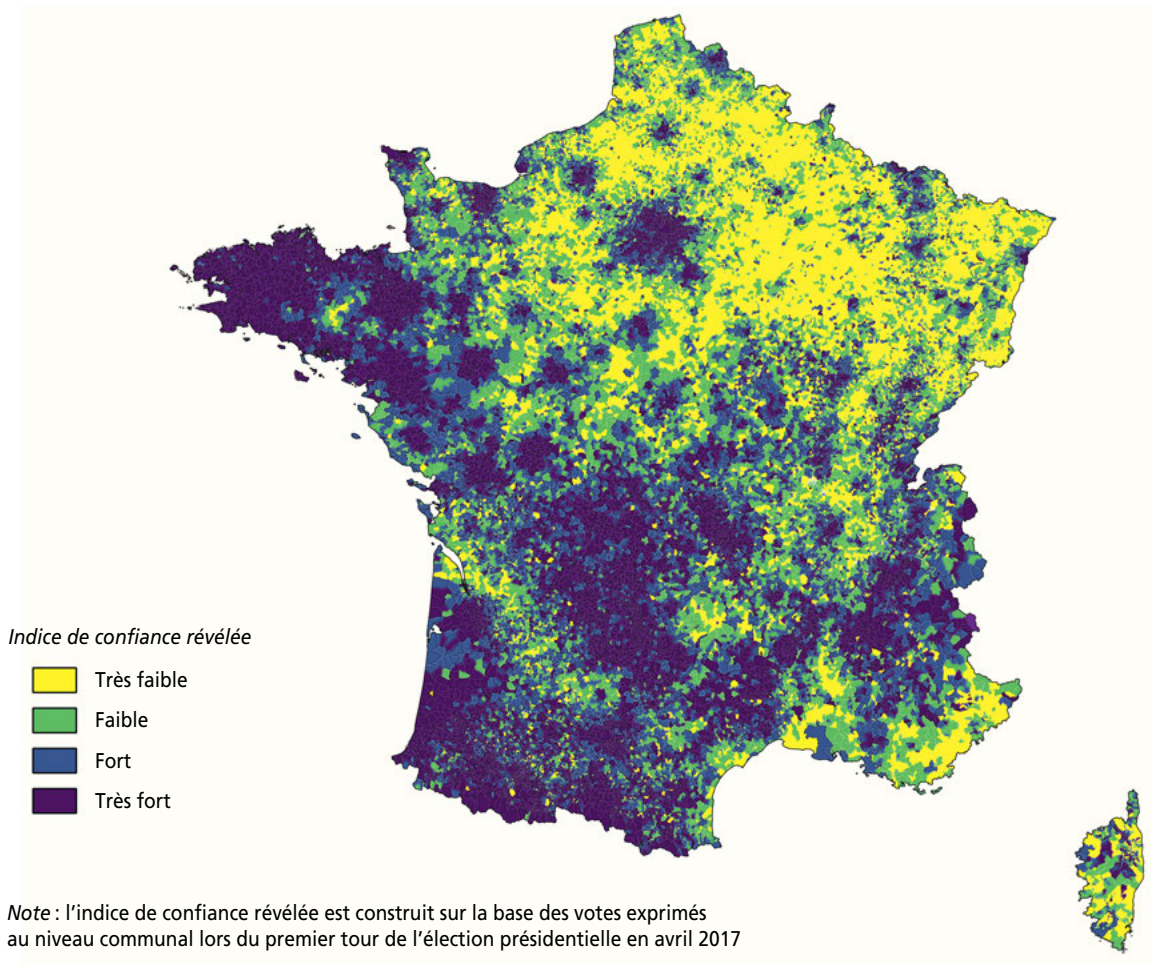 Indice de confiance révélée
Très faible
Faible
Fort
Très fort
Note : l’indice de confiance révélée est construit sur la base des votes exprimés
au niveau communal lors du premier tour de l’élection présidentielle en avril 2017